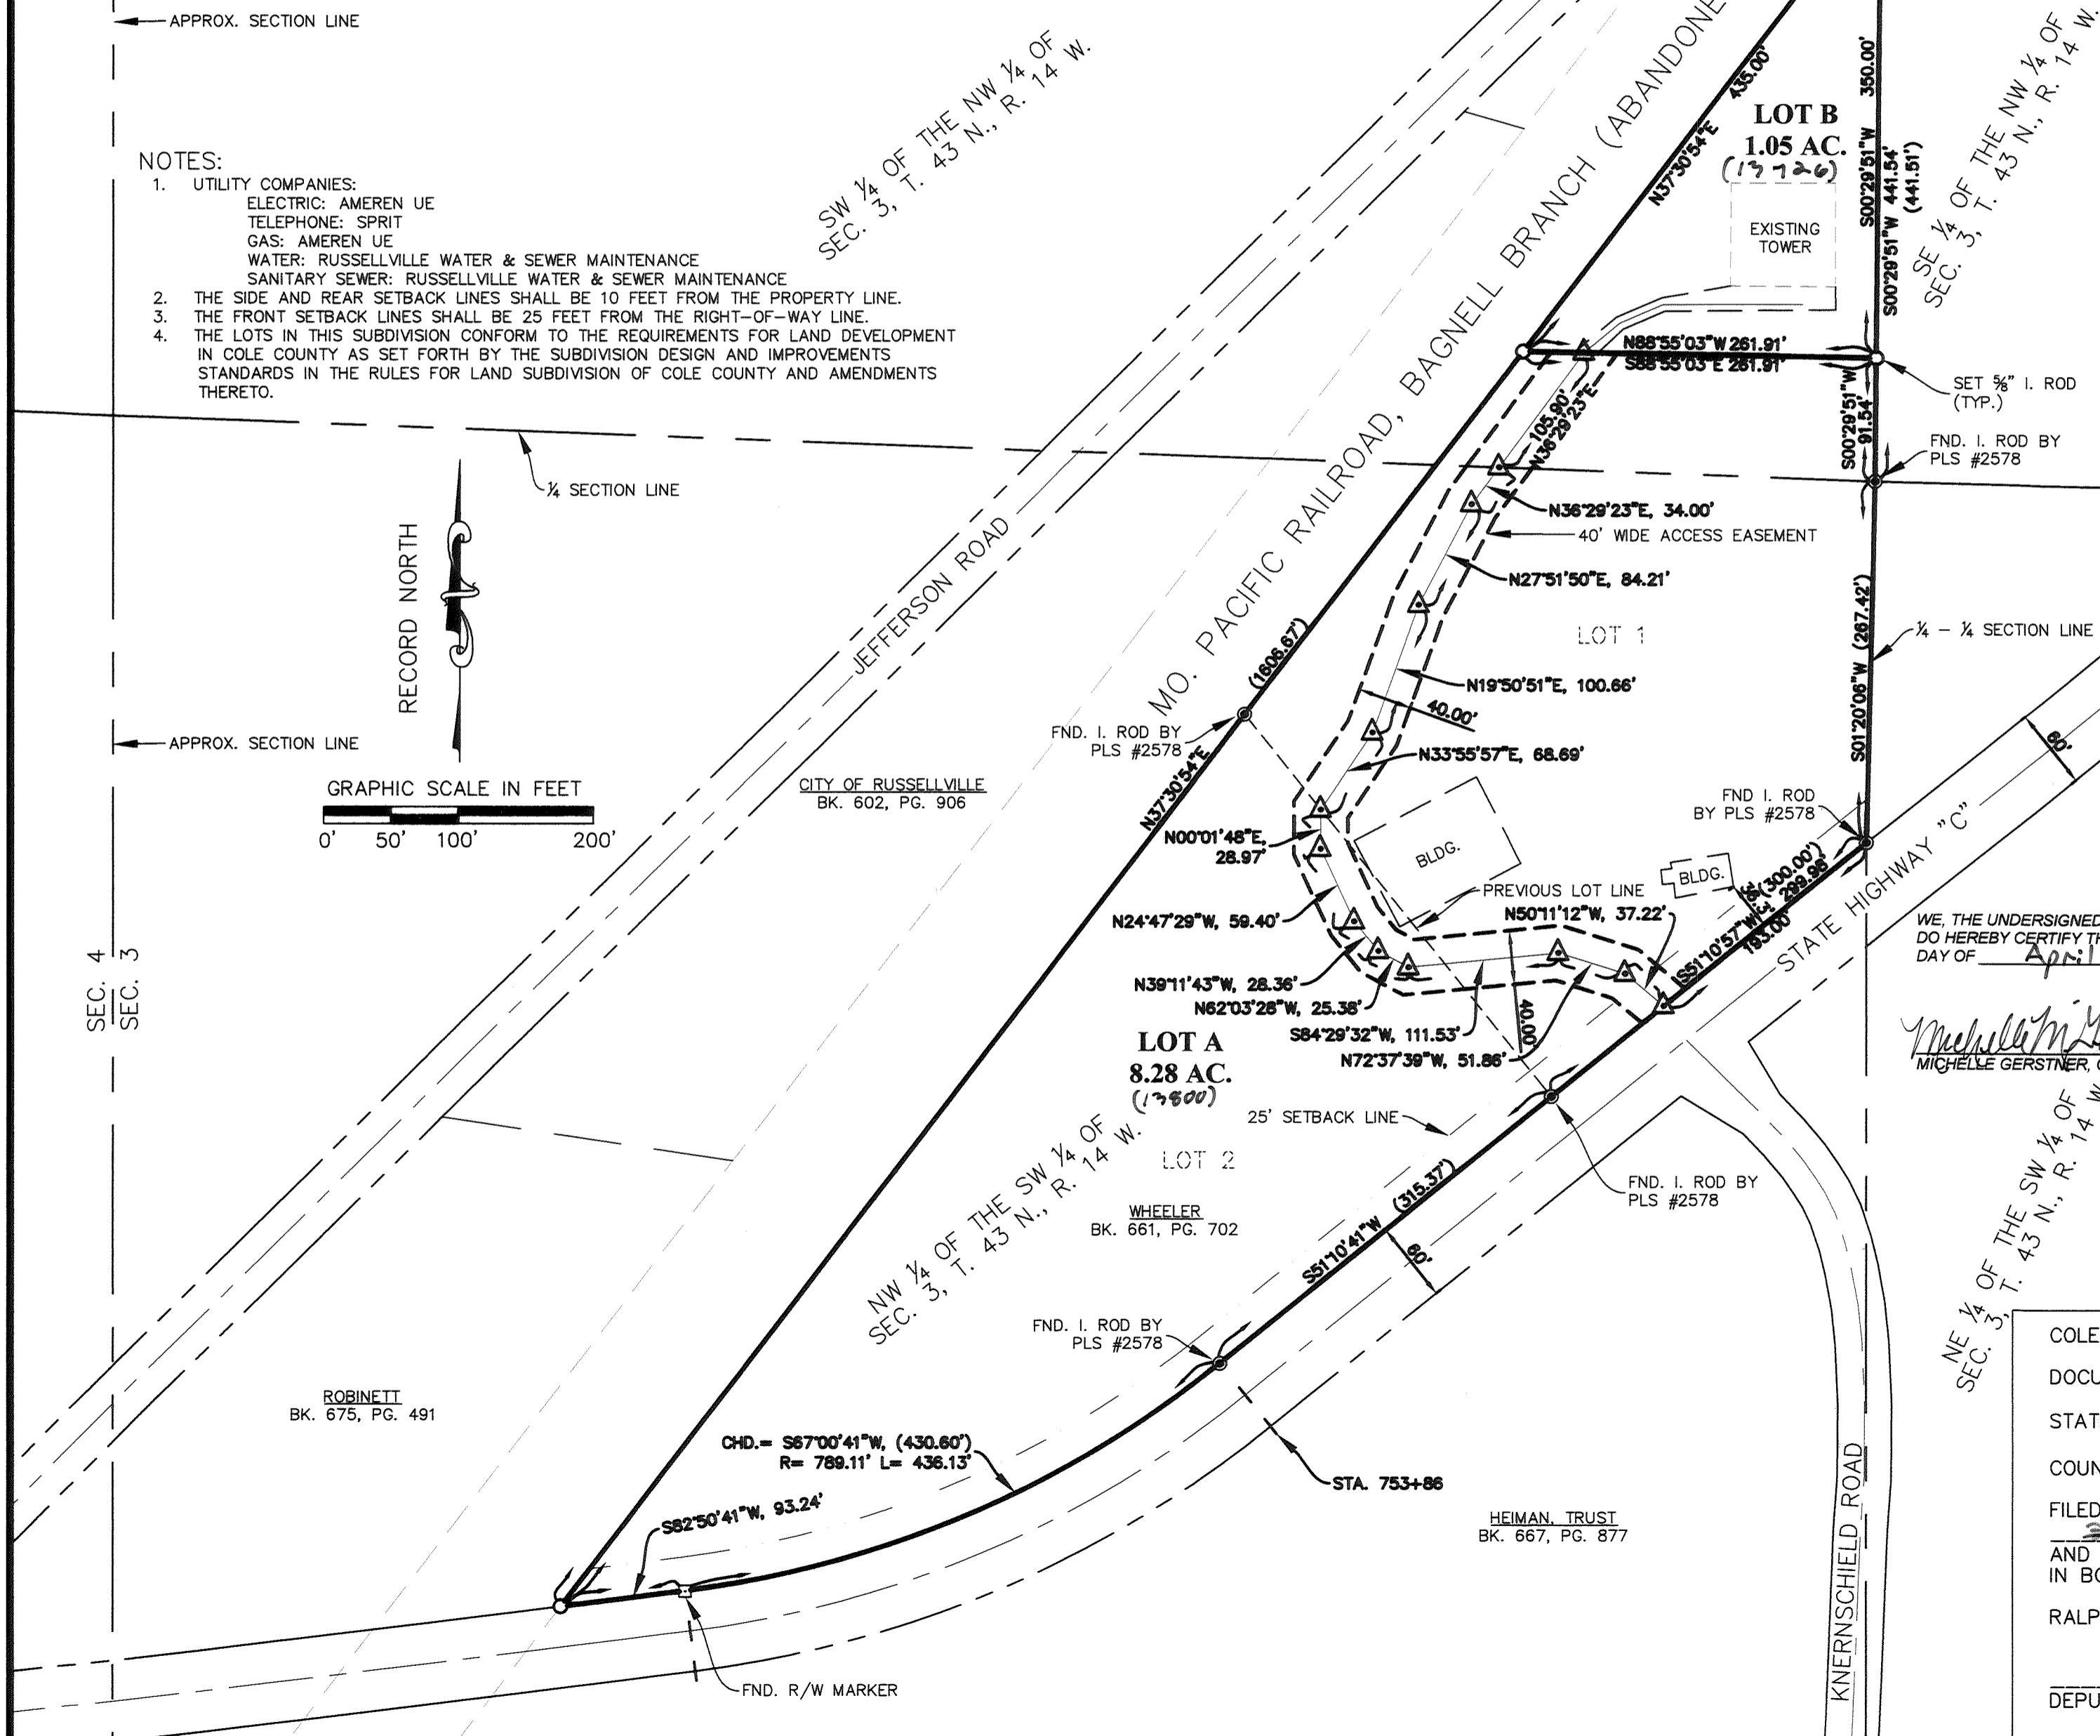 APPROX. SECTION LINE
SW ¼ OF THE NW ¼ OF
SEC. 3, T. 43 N., R. 14 W.
NOTES:
1. UTILITY COMPANIES:
ELECTRIC: AMEREN UE
TELEPHONE: SPRIT
GAS: AMEREN UE
WATER: RUSSELLVILLE WATER & SEWER MAINTENANCE
SANITARY SEWER: RUSSELLVILLE WATER & SEWER MAINTENANCE
2. THE SIDE AND REAR SETBACK LINES SHALL BE 10 FEET FROM THE PROPERTY LINE.
3. THE FRONT SETBACK LINES SHALL BE 25 FEET FROM THE RIGHT-OF-WAY LINE.
4. THE LOTS IN THIS SUBDIVISION CONFORM TO THE REQUIREMENTS FOR LAND DEVELOPMENT
IN COLE COUNTY AS SET FORTH BY THE SUBDIVISION DESIGN AND IMPROVEMENTS
STANDARDS IN THE RULES FOR LAND SUBDIVISION OF COLE COUNTY AND AMENDMENTS
THERETO.
¼ SECTION LINE
RECORD NORTH
APPROX. SECTION LINE
GRAPHIC SCALE IN FEET
0' 50' 100' 200'
SEC. 4
SEC. 3
JEFFERSON ROAD
MO. PACIFIC RAILROAD, BAGNELL BRANCH (ABANDONE
435.00'
N37°30'54"E
LOT B
1.05 AC.
(13726)
EXISTING
TOWER
S00°29'51"W 350.00'
S00°29'51"W 441.54'
(441.51')
SE ¼ OF THE NW ¼ OF
SEC. 3, T. 43 N., R. 14 W.
N88°55'03"W 261.91'
S88°55'03"E 261.91'
SET ⅝" I. ROD
(TYP.)
S00°29'51"W
91.54'
FND. I. ROD BY
PLS #2578
105.90'
N36°29'23"E
N36°29'23"E, 34.00'
40' WIDE ACCESS EASEMENT
N27°51'50"E, 84.21'
LOT 1
¼ - ¼ SECTION LINE
S01°20'06"W (267.42')
N19°50'51"E, 100.66'
40.00'
(1606.67')
FND. I. ROD BY
PLS #2578
N33°55'57"E, 68.69'
60'
N37°30'54"E
CITY OF RUSSELLVILLE
BK. 602, PG. 906
FND I. ROD
BY PLS #2578
N00°01'48"E,
28.97'
BLDG.
BLDG.
PREVIOUS LOT LINE
(300.00')
S51°10'57"W 299.98'
193.00'
STATE HIGHWAY "C"
N24°47'29"W, 59.40'
N50°11'12"W, 37.22'
N39°11'43"W, 28.36'
N62°03'28"W, 25.38'
S84°29'32"W, 111.53'
40.00'
N72°37'39"W, 51.86'
WE, THE UNDERSIGNED
DO HEREBY CERTIFY TH
DAY OF April
MICHELLE GERSTNER, C
LOT A
8.28 AC.
(13800)
25' SETBACK LINE
LOT 2
NW ¼ OF THE SW ¼ OF
SEC. 3, T. 43 N., R. 14 W.
WHEELER
BK. 661, PG. 702
FND. I. ROD BY
PLS #2578
S51°10'41"W (315.37')
60'
NE ¼ OF THE SW ¼ OF
SEC. 3, T. 43 N., R. 14 W
FND. I. ROD BY
PLS #2578
ROBINETT
BK. 675, PG. 491
CHD.= S67°00'41"W, (430.60')
R= 789.11' L= 436.13'
S82°50'41"W, 93.24'
STA. 753+86
HEIMAN, TRUST
BK. 667, PG. 877
FND. R/W MARKER
KNERNSCHIELD ROAD
COLE
DOCU
STAT
COUN
FILED
AND
IN BO
RALP
DEPU